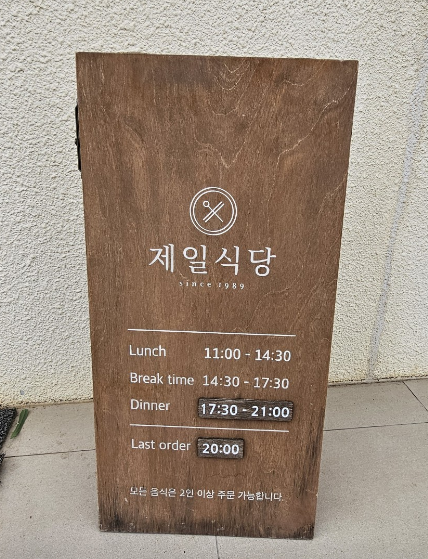 제일식당
since 1989
Lunch 11:00 - 14:30
Break time 14:30 - 17:30
Dinner 17:30 - 21:00
Last order 20:00
모든 음식은 2인 이상 주문 가능합니다.